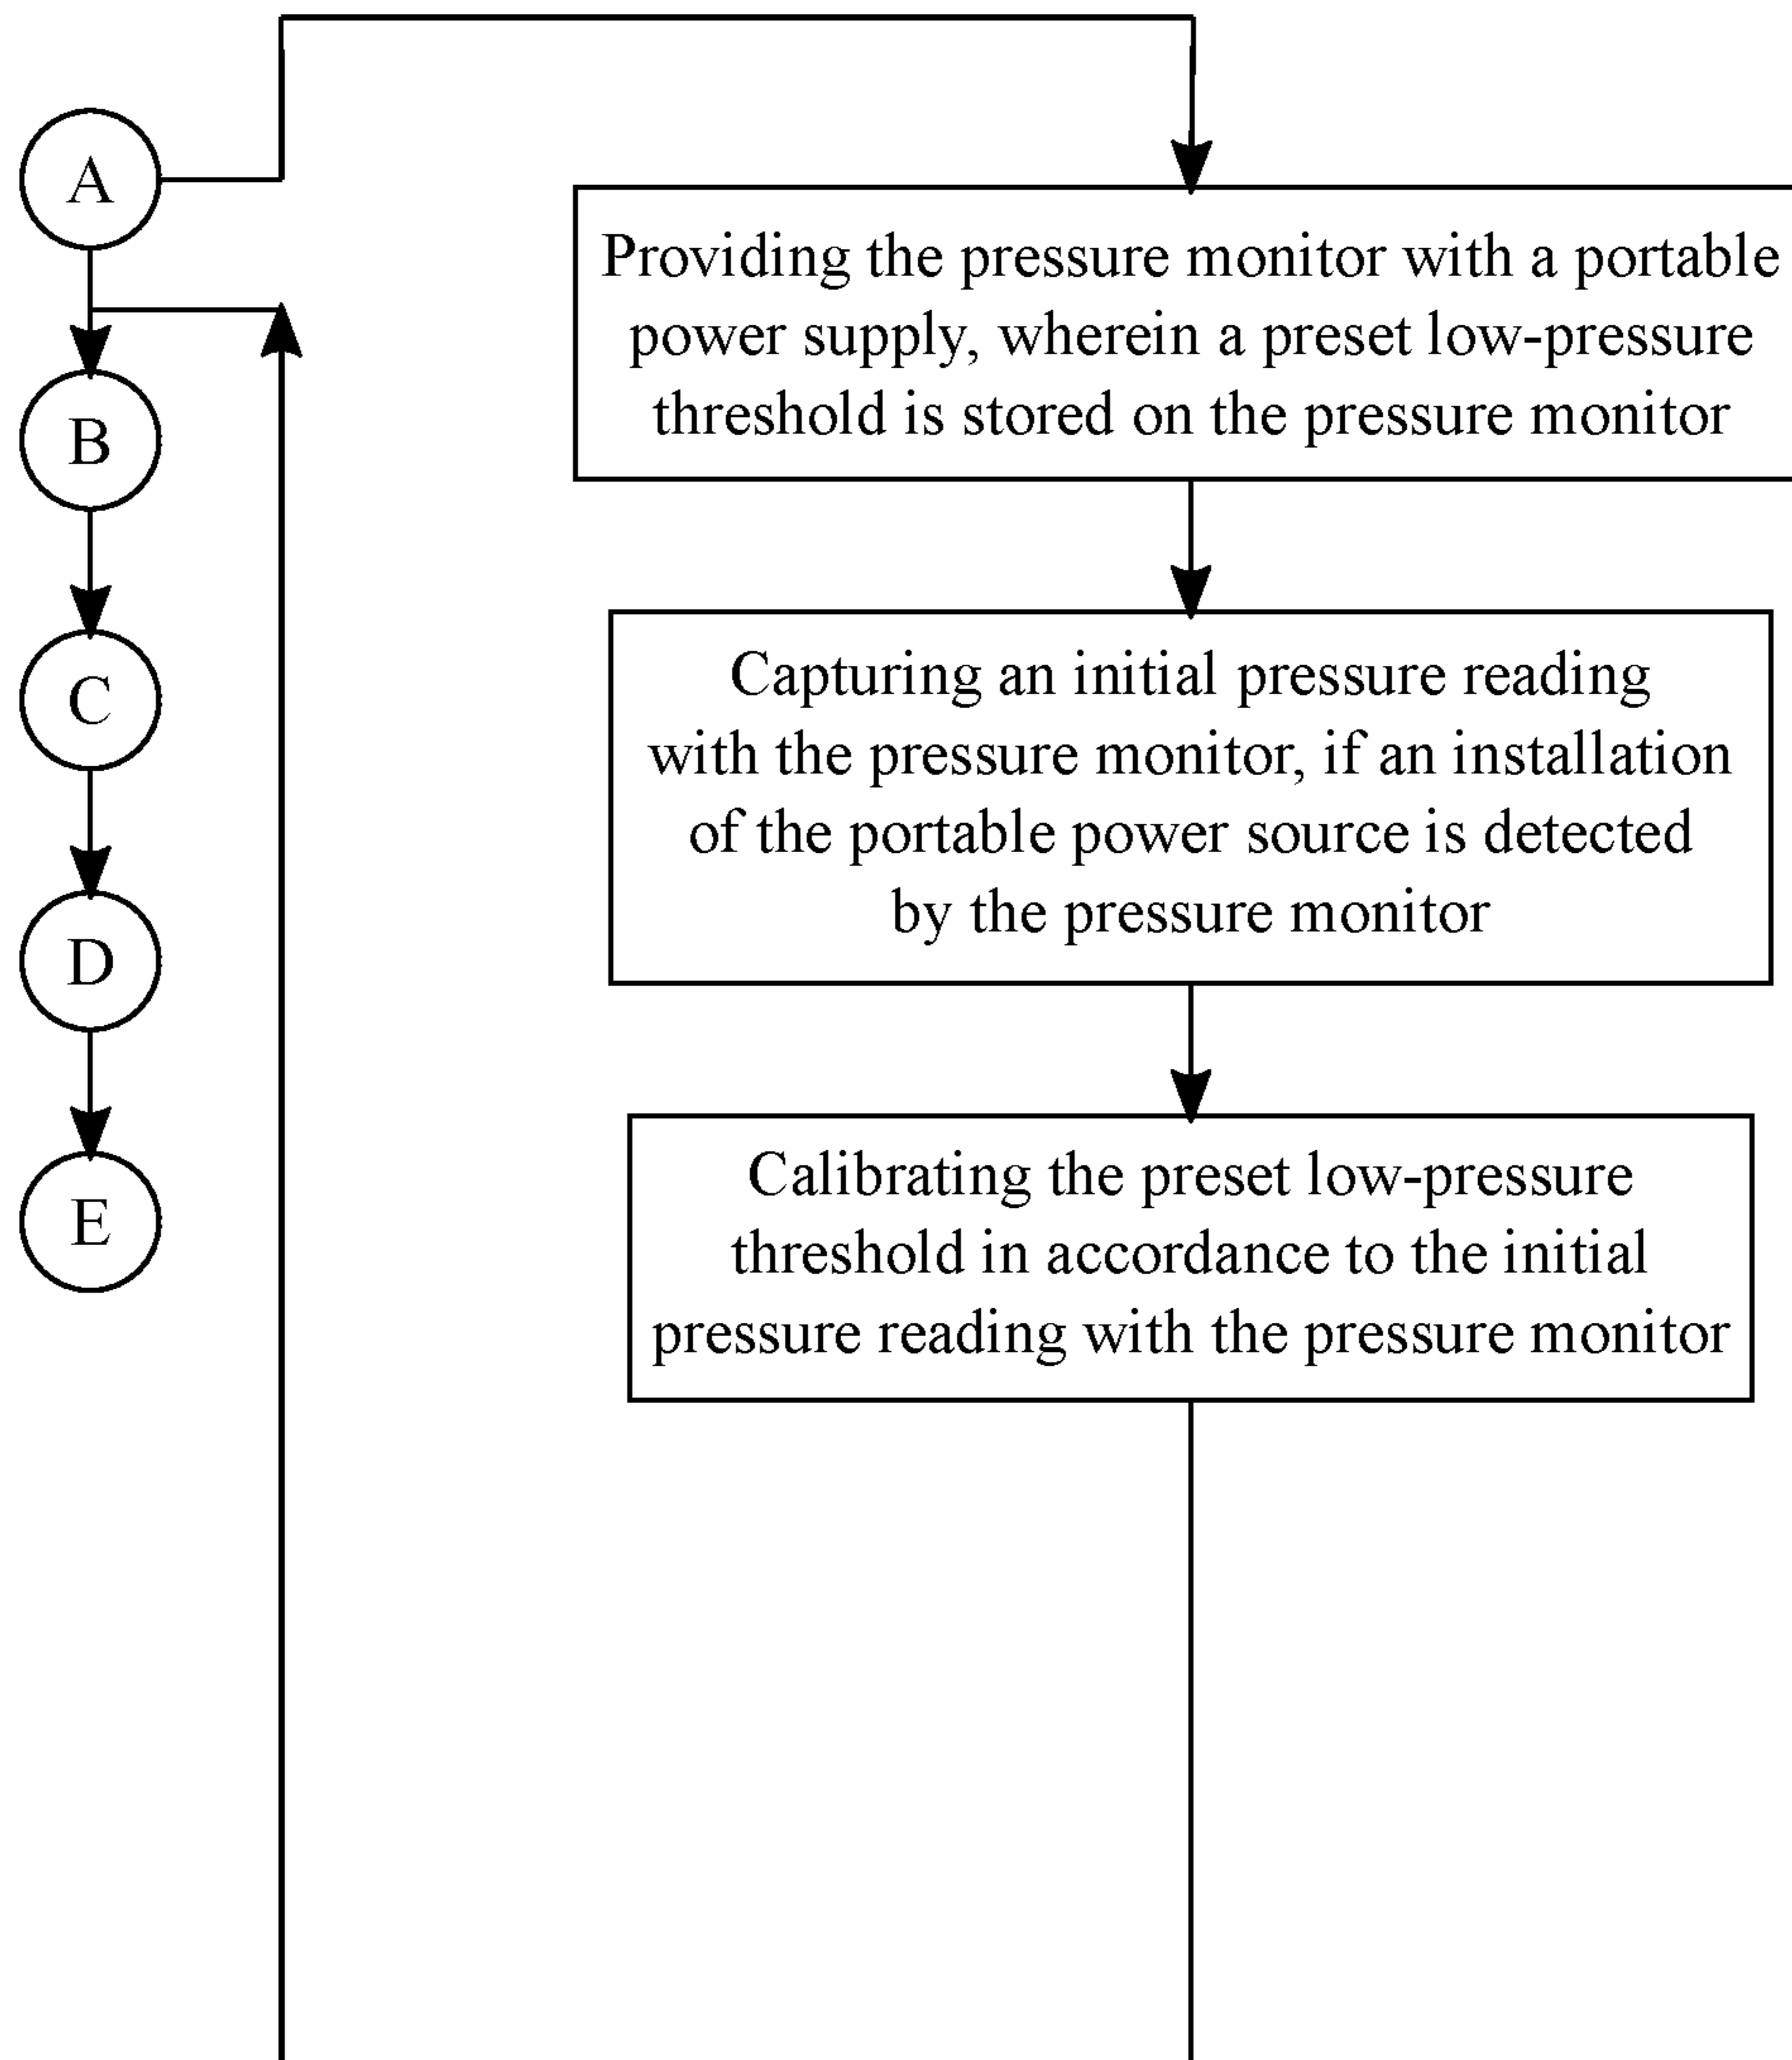 A
B
C
D
E
Providing the pressure monitor with a portable
power supply, wherein a preset low-pressure
threshold is stored on the pressure monitor
Capturing an initial pressure reading
with the pressure monitor, if an installation
of the portable power source is detected
by the pressure monitor
Calibrating the preset low-pressure
threshold in accordance to the initial
pressure reading with the pressure monitor